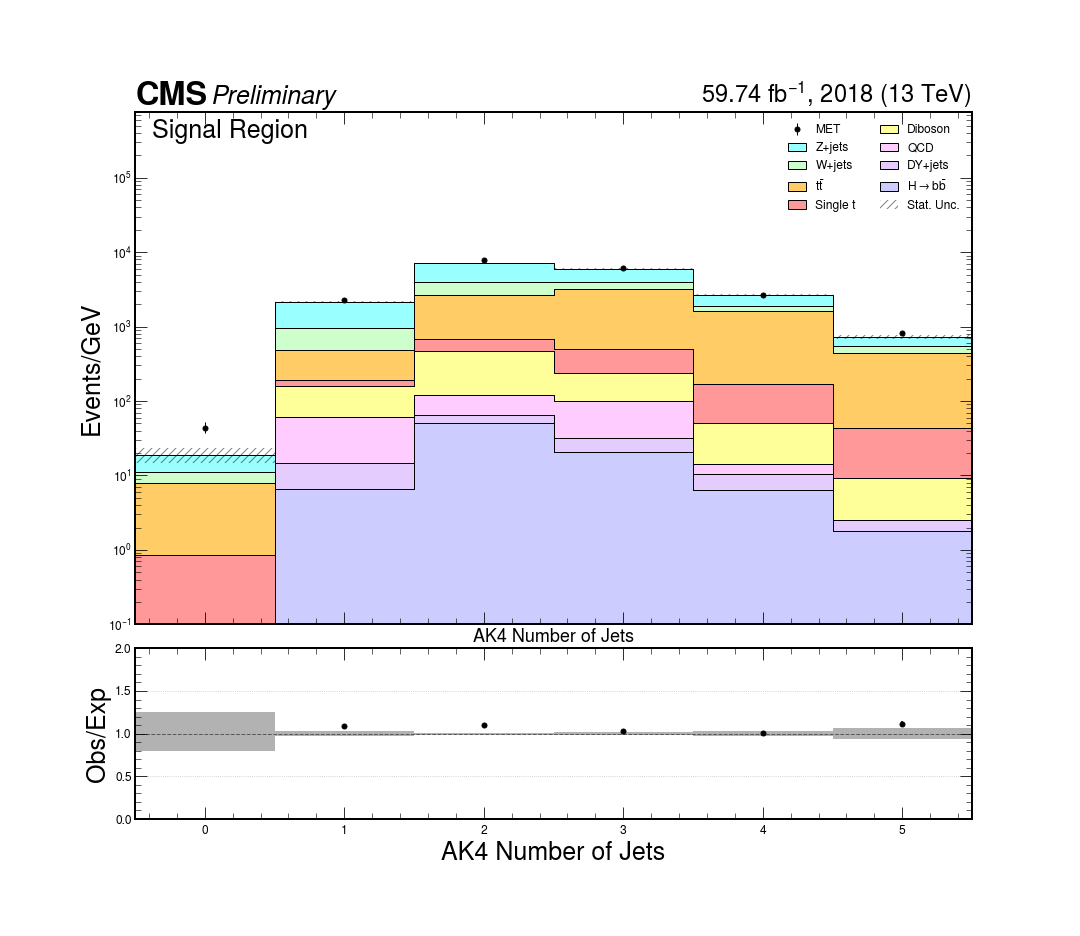 CMS Preliminary
59.74 fb⁻¹, 2018 (13 TeV)
Signal Region
MET
Z+jets
W+jets
tt̄
Single t
Diboson
QCD
DY+jets
H→bb̄
Stat. Unc.
Events/GeV
10⁵
10⁴
10³
10²
10¹
10⁰
10⁻¹
AK4 Number of Jets
Obs/Exp
2.0
1.5
1.0
0.5
0.0
0 1 2 3 4 5
AK4 Number of Jets